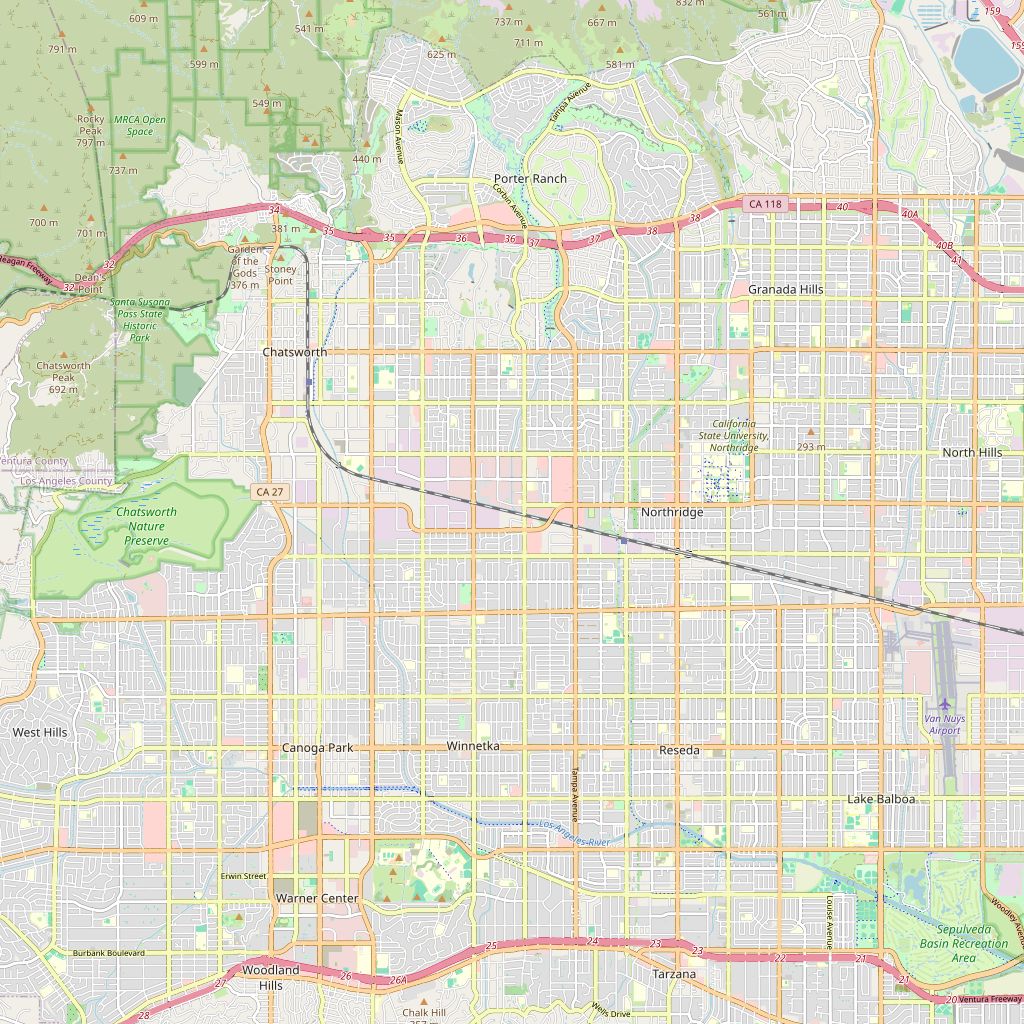 609 m
737 m
667 m
832 m
561 m
159
541 m
791 m
625 m
711 m
599 m
581 m
549 m
Tampa Avenue
Rocky
Peak
797 m
MRCA Open
Space
Mason Avenue
440 m
737 m
Porter Ranch
Corbin Avenue
CA 118
34
40
40A
700 m
701 m
381 m
35
35
36
36
37
37
38
38
40B
41
Garden
of the
Gods
376 m
Stoney
Point
Reagan Freeway
32
32
Dean's
Point
Granada Hills
Santa Susana
Pass State
Historic
Park
Chatsworth
Chatsworth
Peak
692 m
California
State University,
Northridge
293 m
North Hills
Ventura County
Los Angeles County
CA 27
Chatsworth
Nature
Preserve
Northridge
West Hills
Canoga Park
Winnetka
Reseda
Van Nuys
Airport
Tampa Avenue
Lake Balboa
Los Angeles River
Erwin Street
Warner Center
Louise Avenue
Woodley Ave
Sepulveda
Basin Recreation
Area
Burbank Boulevard
25
24
23
23
22
21
21
20
Ventura Freeway
Woodland
Hills
26
26A
27
28
Tarzana
Chalk Hill
Wells Drive